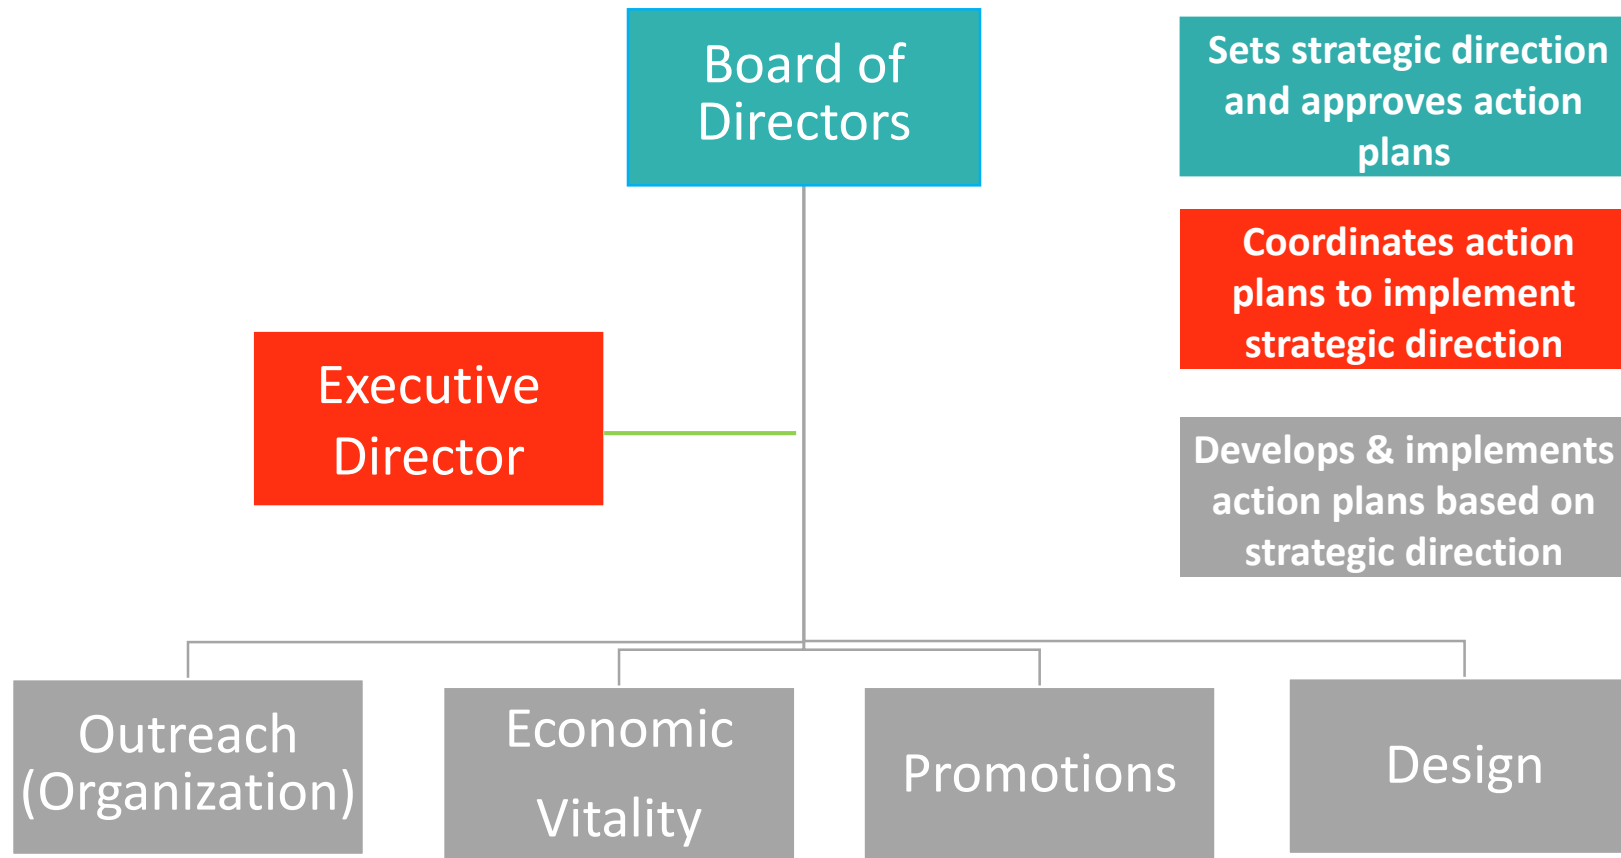 Board of
Directors
Sets strategic direction
and approves action
plans
Coordinates action
plans to implement
strategic direction
Executive
Director
Develops & implements
action plans based on
strategic direction
Outreach
(Organization)
Economic
Vitality
Promotions
Design